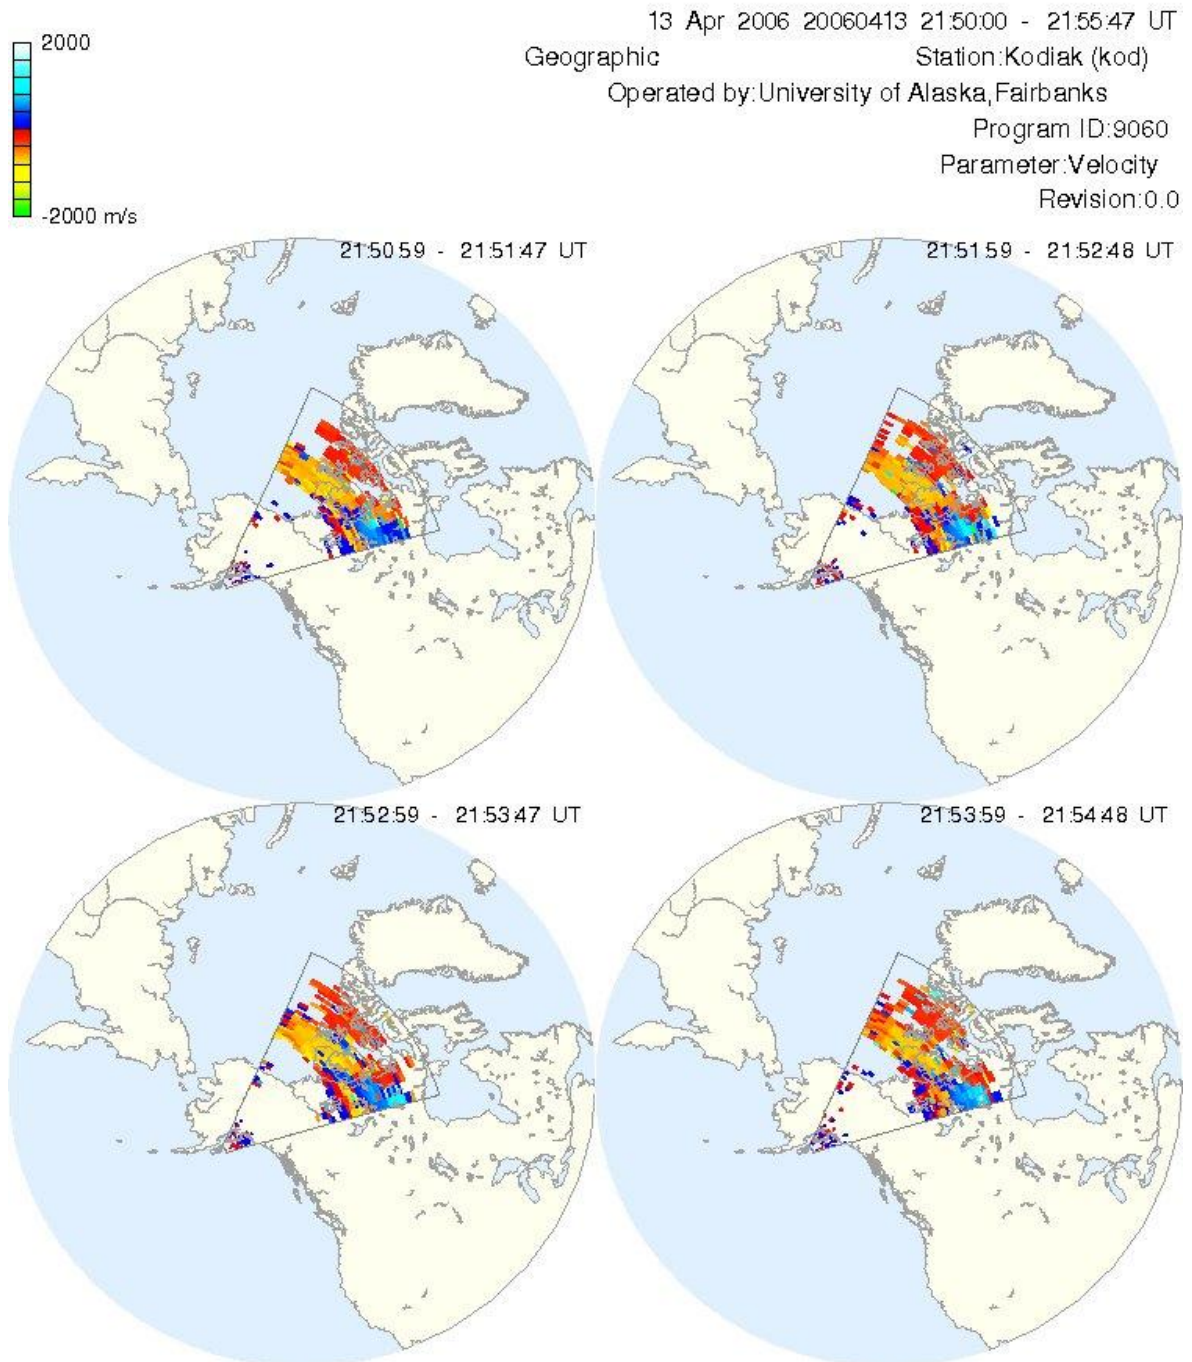 13 Apr 2006 20060413 21:50:00 - 21:55:47 UT
Geographic Station:Kodiak (kod)
Operated by:University of Alaska,Fairbanks
Program ID:9060
Parameter:Velocity
Revision:0.0
2000
-2000 m/s
21:50:59 - 21:51:47 UT
21:51:59 - 21:52:48 UT
21:52:59 - 21:53:47 UT
21:53:59 - 21:54:48 UT